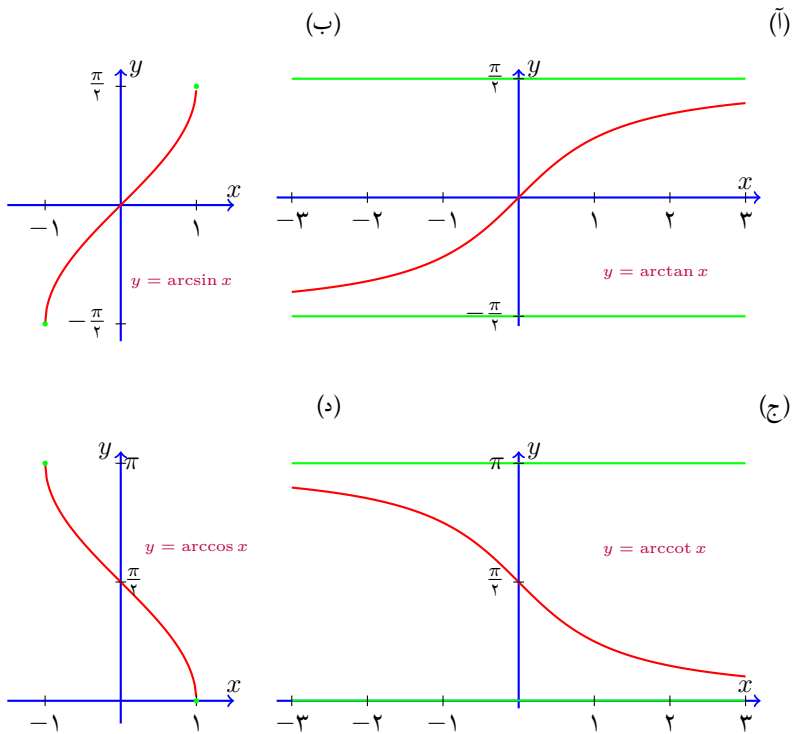 (آ)
(ب)
y
π/۲
x
−۳ −۲ −۱ ۱ ۲ ۳
y = arctan x
−π/۲
y
π/۲
x
−۱ ۱
y = arcsin x
−π/۲
(ج)
(د)
y
π
y = arccot x
π/۲
x
−۳ −۲ −۱ ۱ ۲ ۳
y
π
y = arccos x
π/۲
x
−۱ ۱